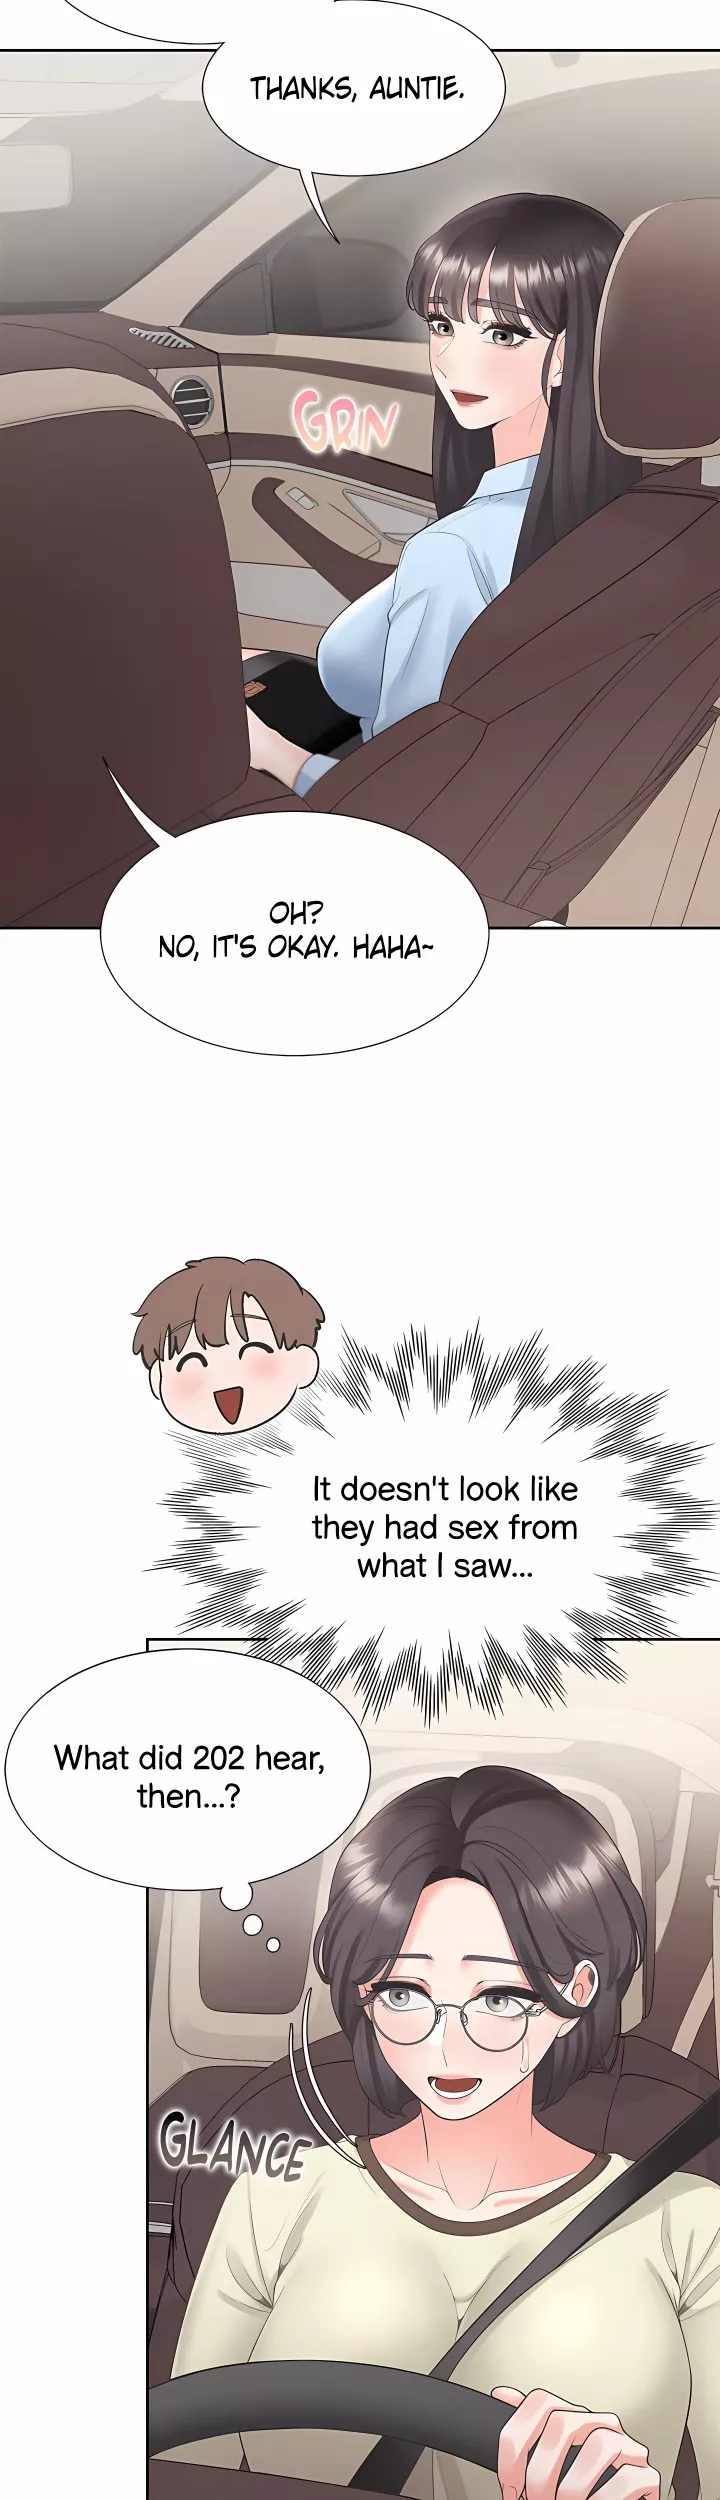 THANKS, AUNTIE.
GRIN
OH?
NO, IT'S OKAY. HAHA~
It doesn't look like
they had sex from
what I saw...
What did 202 hear,
then...?
GLANCE